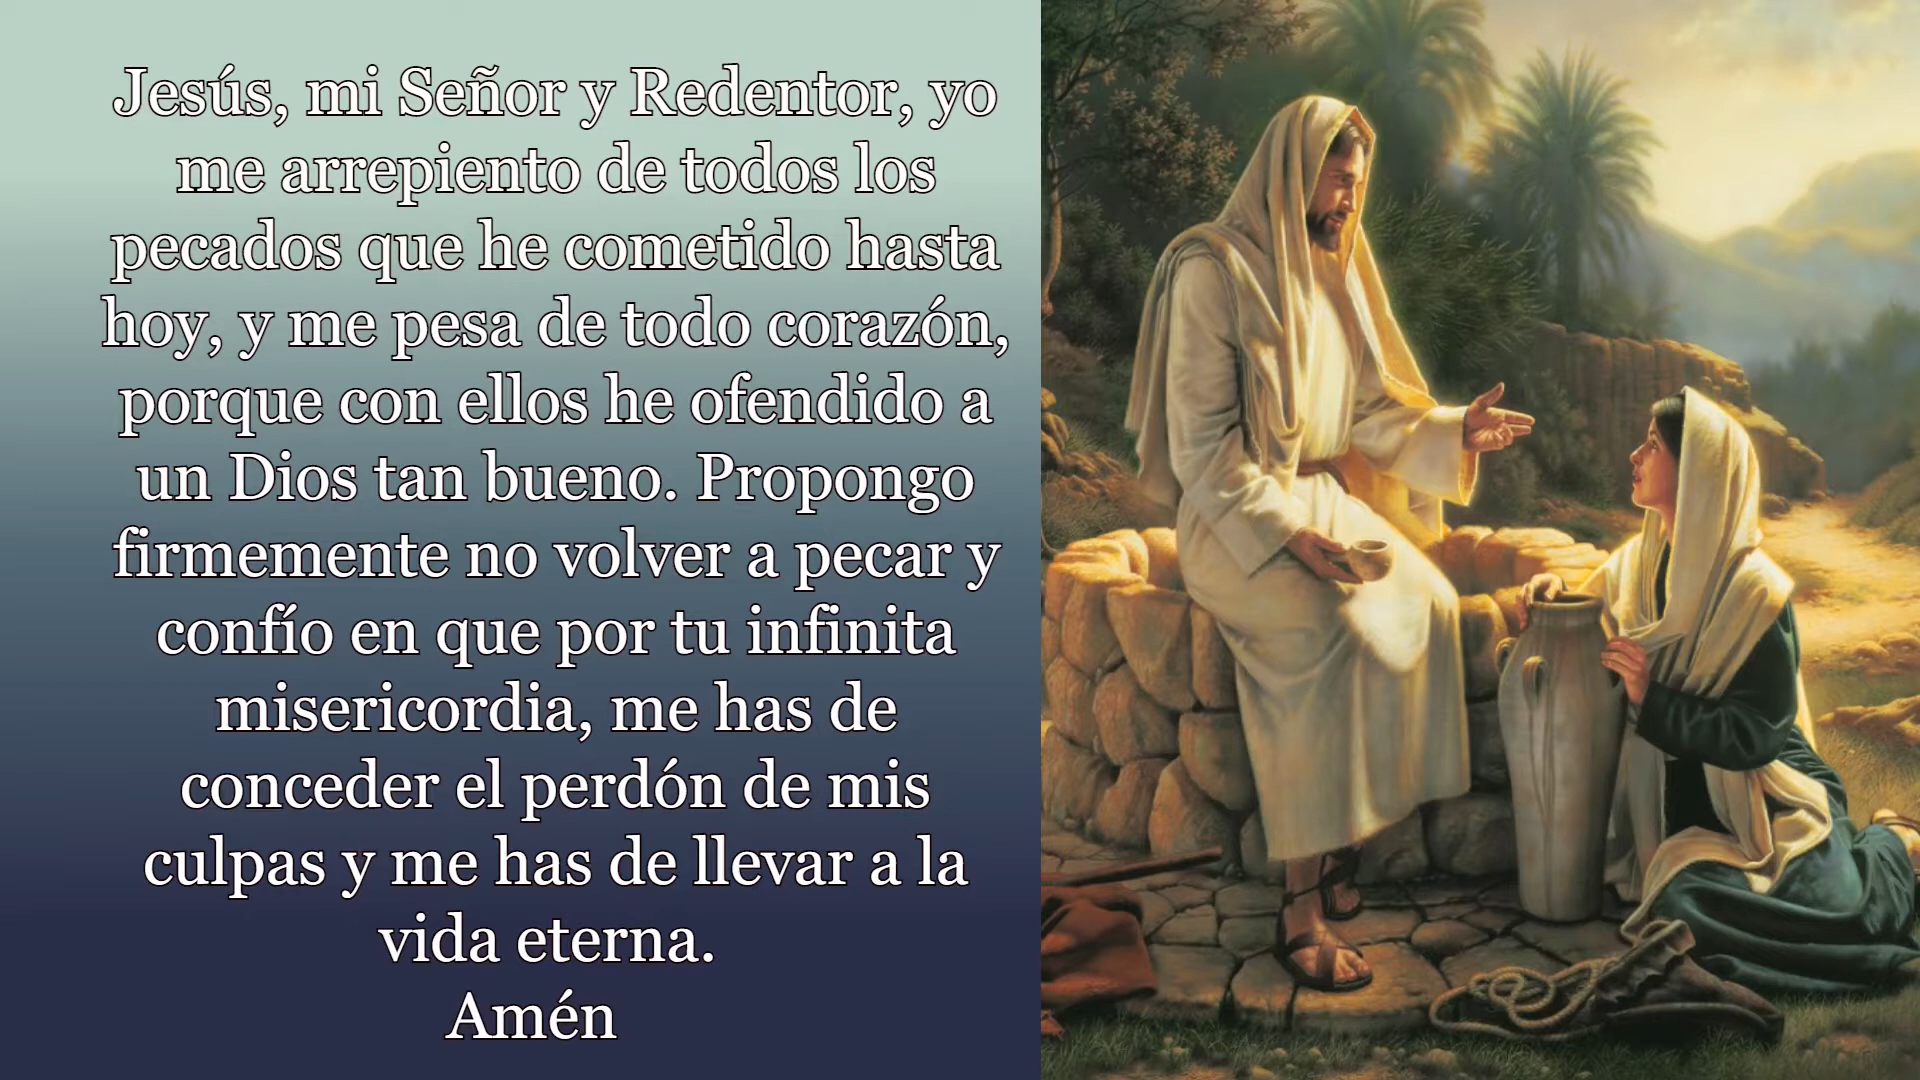 Jesús, mi Señor y Redentor, yo
me arrepiento de todos los
pecados que he cometido hasta
hoy, y me pesa de todo corazón,
porque con ellos he ofendido a
un Dios tan bueno. Propongo
firmemente no volver a pecar y
confío en que por tu infinita
misericordia, me has de
conceder el perdón de mis
culpas y me has de llevar a la
vida eterna.
Amén